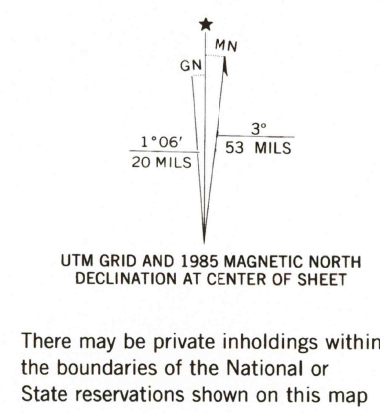 MN
GN
1°06′
20 MILS
3°
53 MILS
UTM GRID AND 1985 MAGNETIC NORTH
DECLINATION AT CENTER OF SHEET
There may be private inholdings within
the boundaries of the National or
State reservations shown on this map